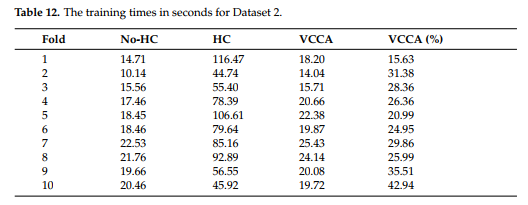 Table 12. The training times in seconds for Dataset 2.
Fold No-HC HC VCCA VCCA (%)
1 14.71 116.47 18.20 15.63
2 10.14 44.74 14.04 31.38
3 15.56 55.40 15.71 28.36
4 17.46 78.39 20.66 26.36
5 18.45 106.61 22.38 20.99
6 18.46 79.64 19.87 24.95
7 22.53 85.16 25.43 29.86
8 21.76 92.89 24.14 25.99
9 19.66 56.55 20.08 35.51
10 20.46 45.92 19.72 42.94